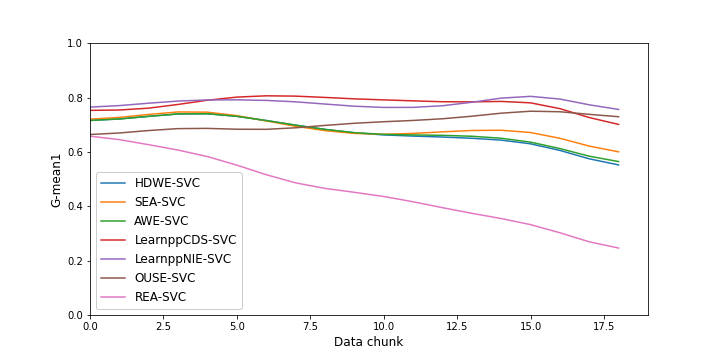 1.0
0.8
0.6
0.4
0.2
0.0
G-mean1
HDWE-SVC
SEA-SVC
AWE-SVC
LearnppCDS-SVC
LearnppNIE-SVC
OUSE-SVC
REA-SVC
0.0 2.5 5.0 7.5 10.0 12.5 15.0 17.5
Data chunk